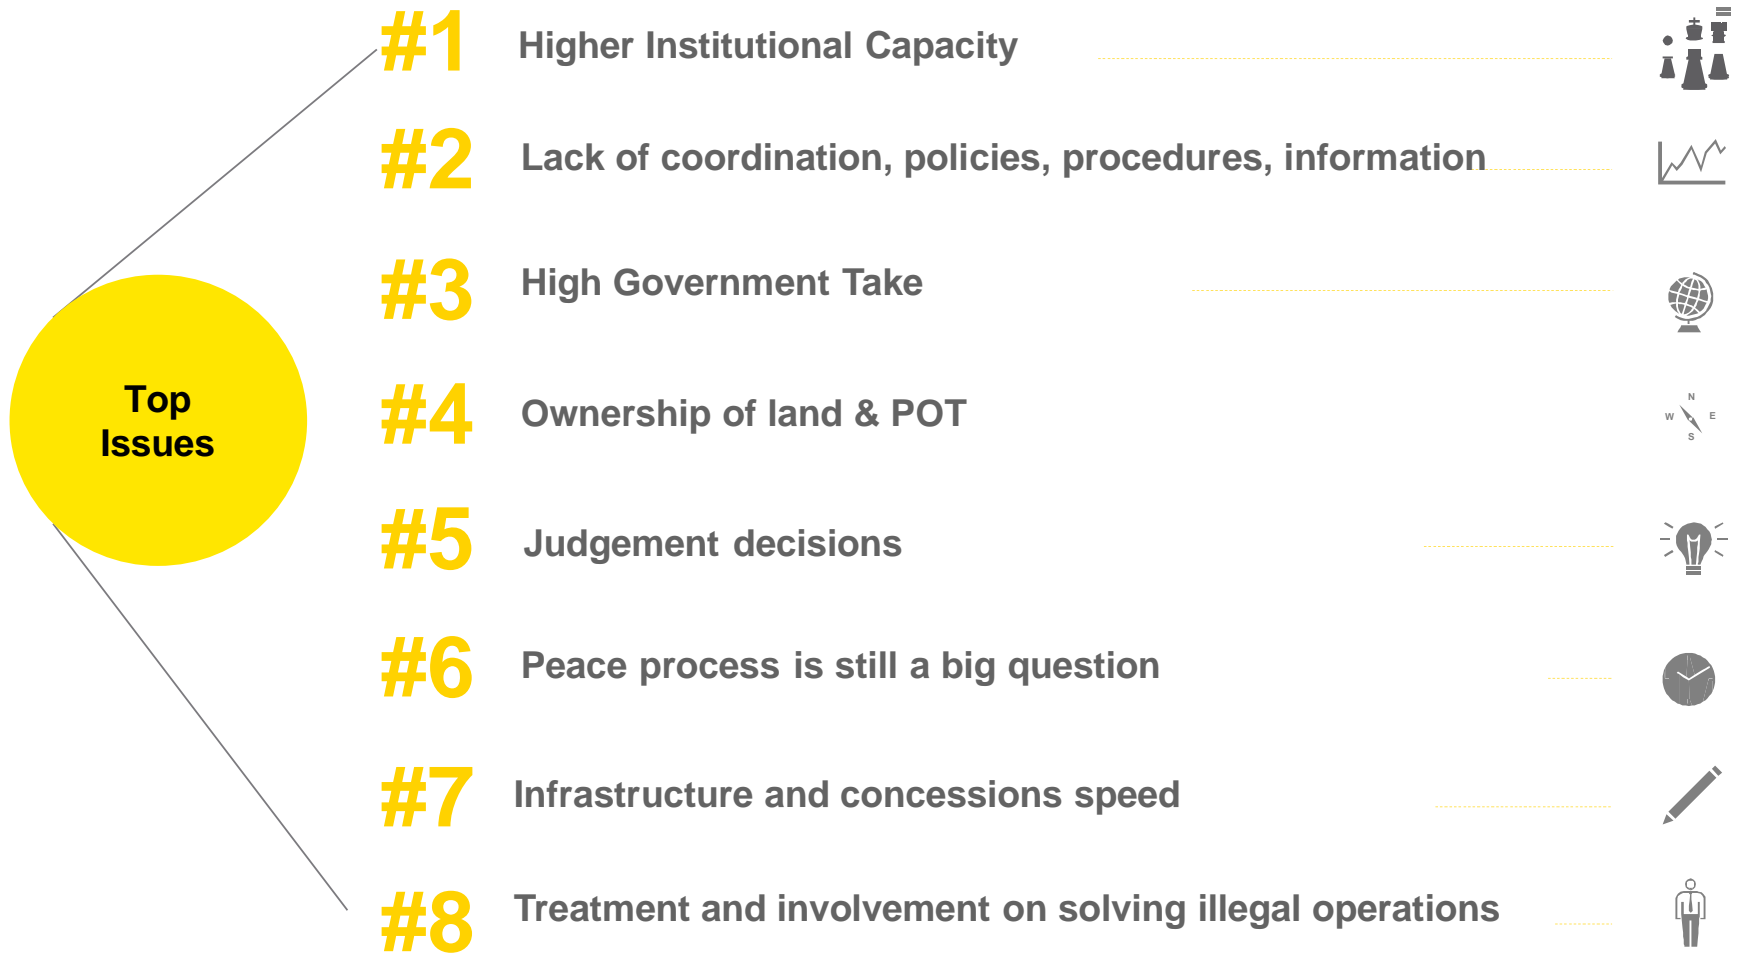 #1 Higher Institutional Capacity
#2 Lack of coordination, policies, procedures, information
#3 High Government Take
Top
Issues
#4 Ownership of land & POT
N
W E
S
#5 Judgement decisions
#6 Peace process is still a big question
#7 Infrastructure and concessions speed
#8 Treatment and involvement on solving illegal operations